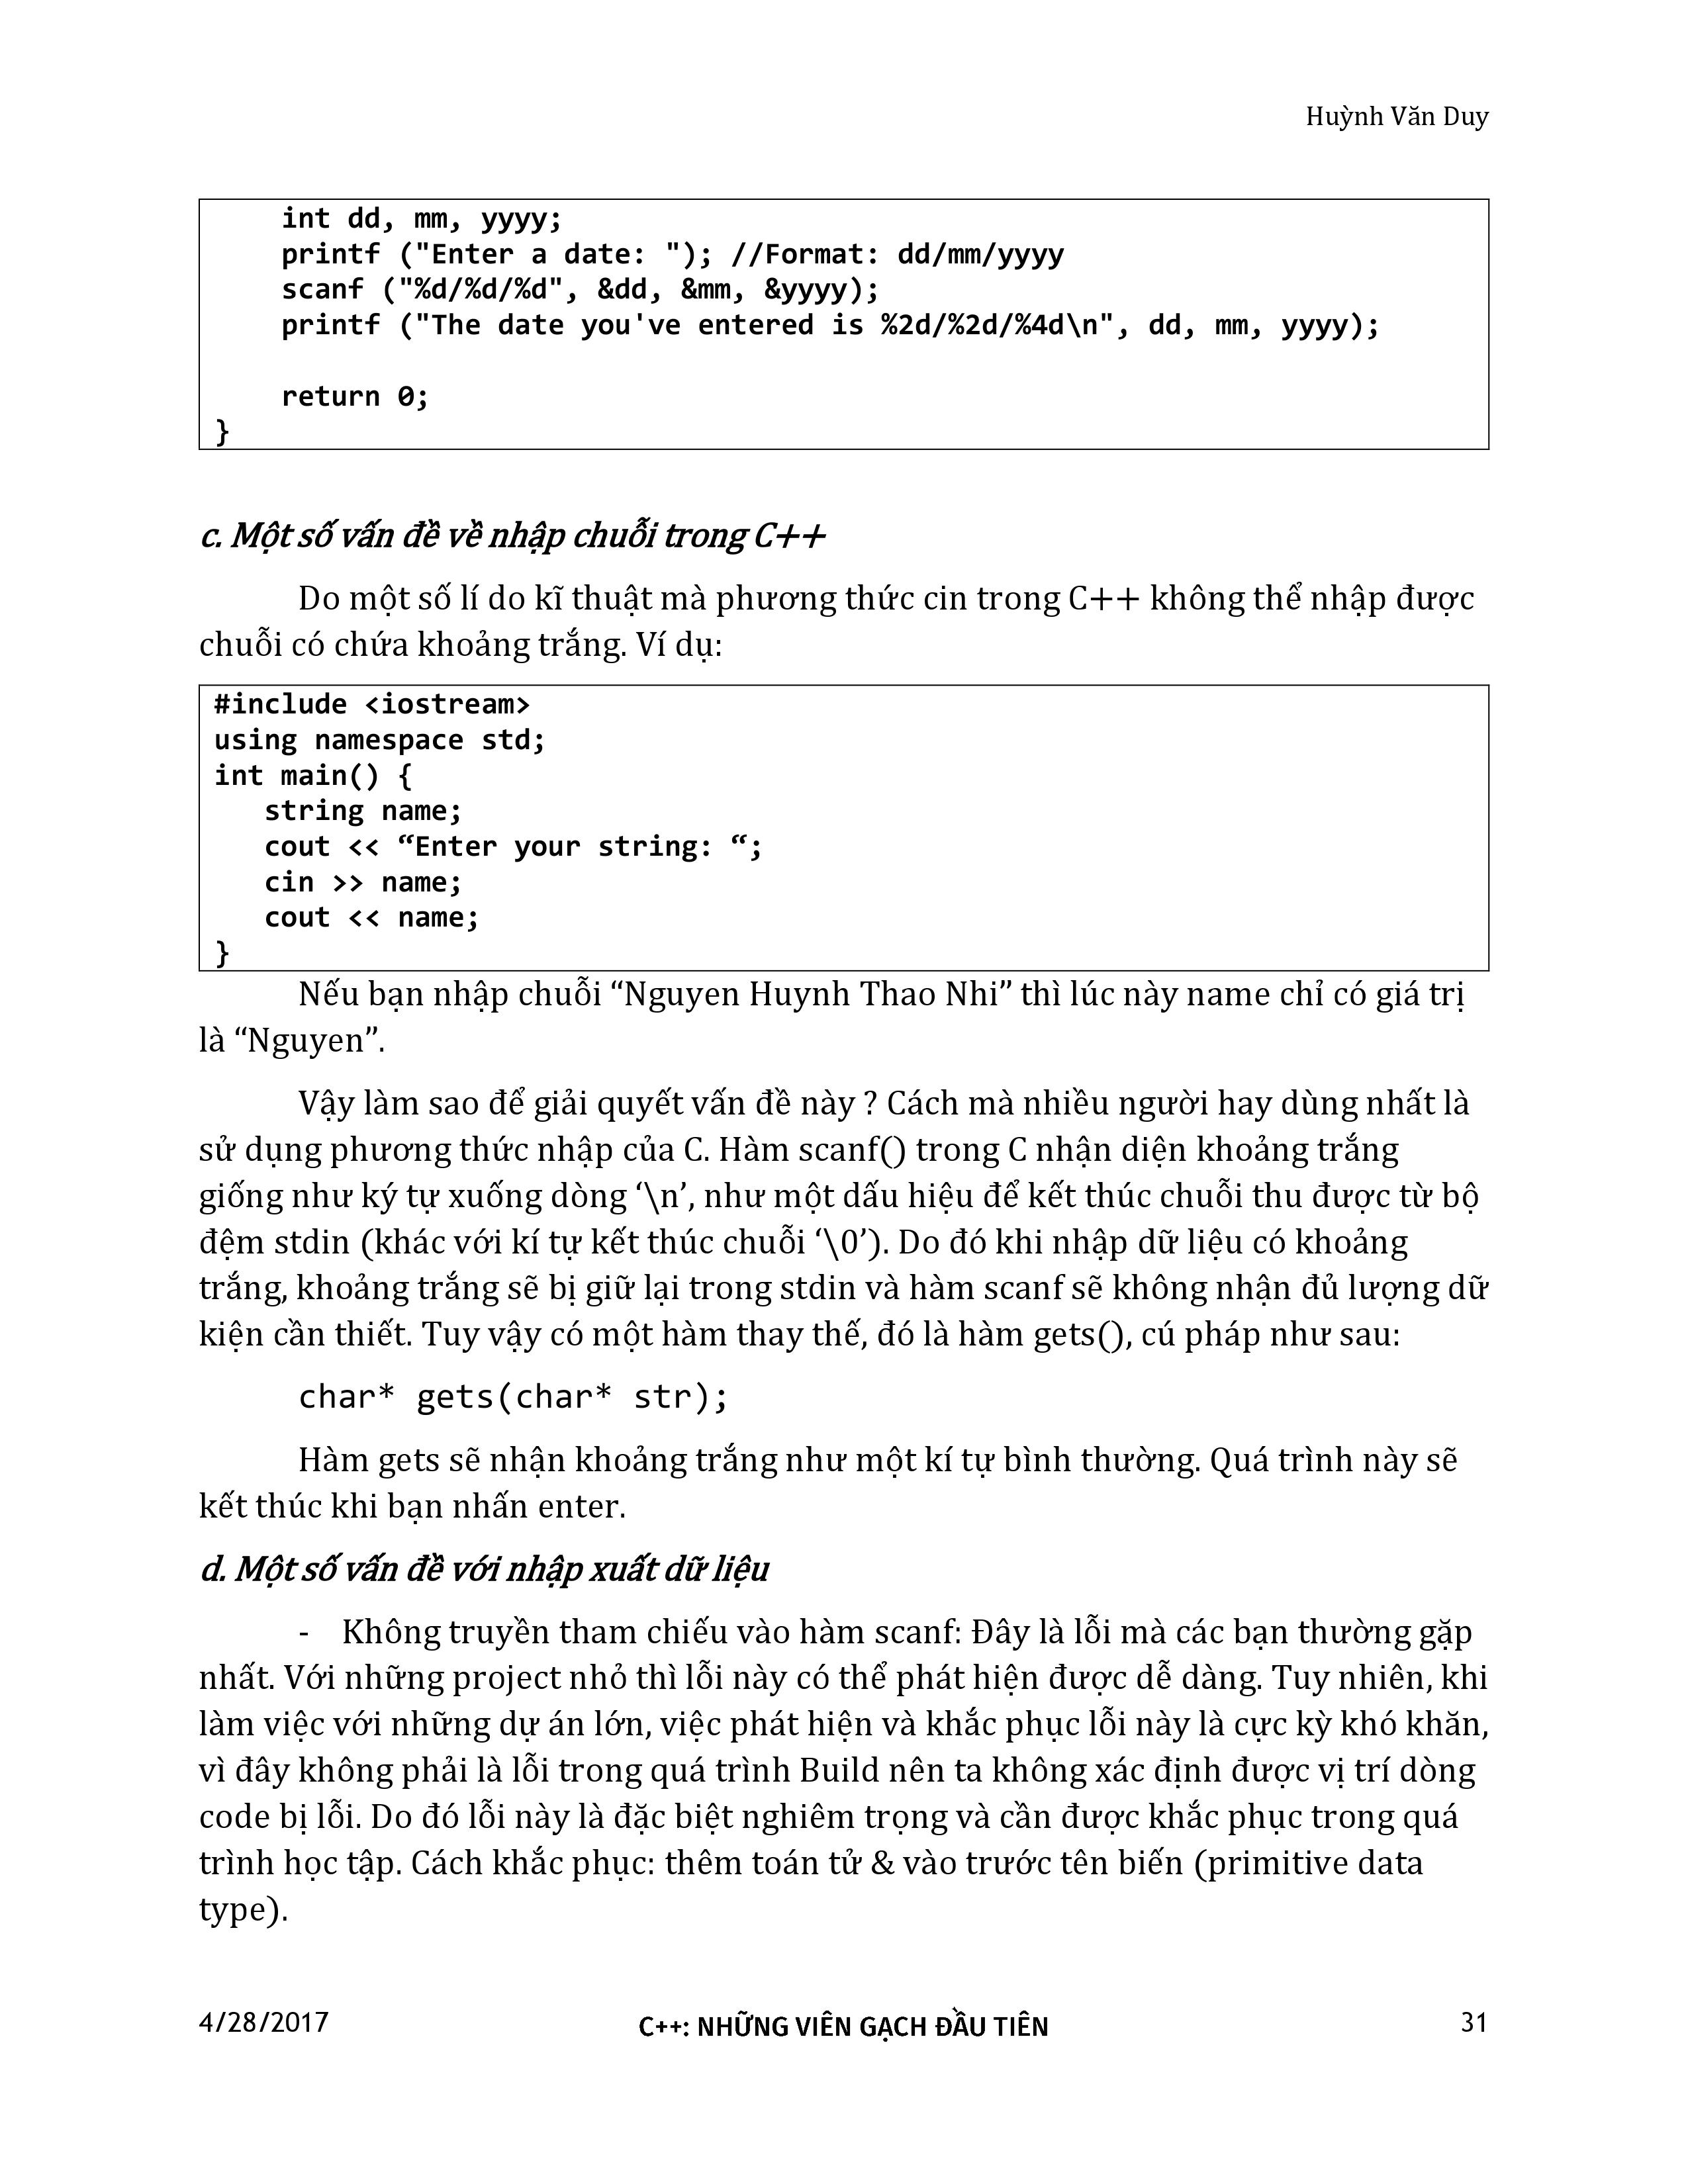 Huỳnh Văn Duy
int dd, mm, yyyy;
printf ("Enter a date: "); //Format: dd/mm/yyyy
scanf ("%d/%d/%d", &dd, &mm, &yyyy);
printf ("The date you've entered is %2d/%2d/%4d\n", dd, mm, yyyy);
return 0;
}
c. Một số vấn đề về nhập chuỗi trong C++
Do một số lí do kĩ thuật mà phương thức cin trong C++ không thể nhập được
chuỗi có chứa khoảng trắng. Ví dụ:
#include <iostream>
using namespace std;
int main() {
string name;
cout << “Enter your string: “;
cin >> name;
cout << name;
}
Nếu bạn nhập chuỗi “Nguyen Huynh Thao Nhi” thì lúc này name chỉ có giá trị
là “Nguyen”.
Vậy làm sao để giải quyết vấn đề này ? Cách mà nhiều người hay dùng nhất là
sử dụng phương thức nhập của C. Hàm scanf() trong C nhận diện khoảng trắng
giống như ký tự xuống dòng ‘\n’, như một dấu hiệu để kết thúc chuỗi thu được từ bộ
đệm stdin (khác với kí tự kết thúc chuỗi ‘\0’). Do đó khi nhập dữ liệu có khoảng
trắng, khoảng trắng sẽ bị giữ lại trong stdin và hàm scanf sẽ không nhận đủ lượng dữ
kiện cần thiết. Tuy vậy có một hàm thay thế, đó là hàm gets(), cú pháp như sau:
char* gets(char* str);
Hàm gets sẽ nhận khoảng trắng như một kí tự bình thường. Quá trình này sẽ
kết thúc khi bạn nhấn enter.
d. Một số vấn đề với nhập xuất dữ liệu
- Không truyền tham chiếu vào hàm scanf: Đây là lỗi mà các bạn thường gặp
nhất. Với những project nhỏ thì lỗi này có thể phát hiện được dễ dàng. Tuy nhiên, khi
làm việc với những dự án lớn, việc phát hiện và khắc phục lỗi này là cực kỳ khó khăn,
vì đây không phải là lỗi trong quá trình Build nên ta không xác định được vị trí dòng
code bị lỗi. Do đó lỗi này là đặc biệt nghiêm trọng và cần được khắc phục trong quá
trình học tập. Cách khắc phục: thêm toán tử & vào trước tên biến (primitive data
type).
4/28/2017 C++: NHỮNG VIÊN GẠCH ĐẦU TIÊN 31